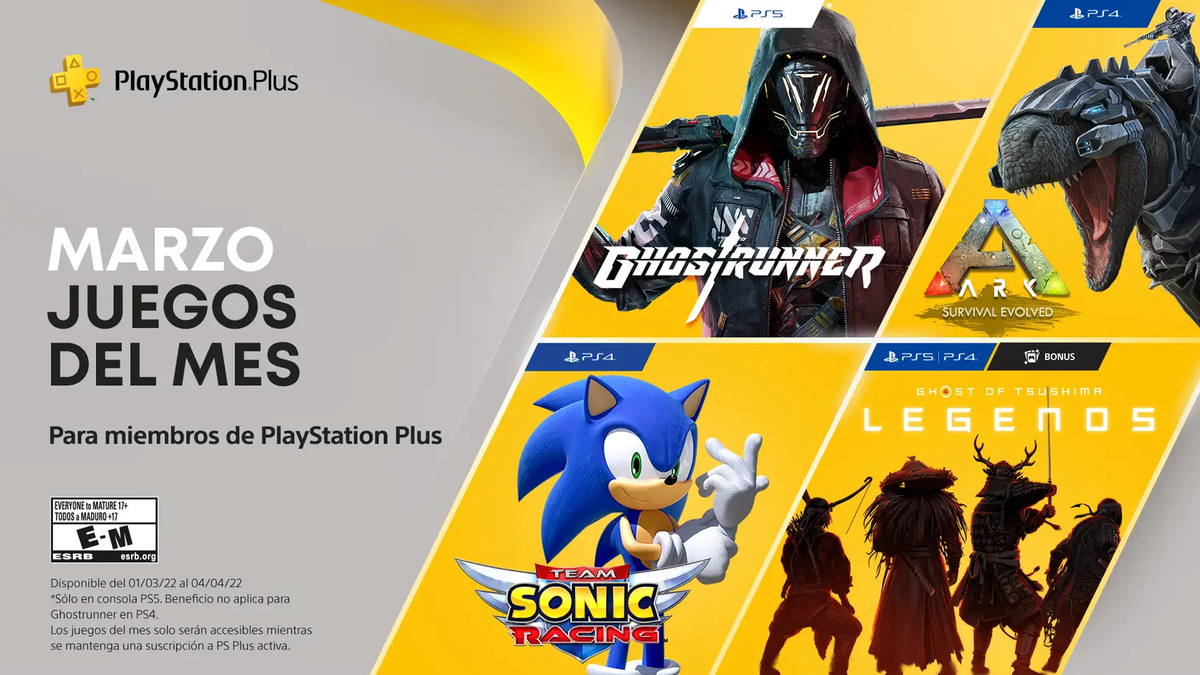 PlayStation.Plus
MARZO
JUEGOS
DEL MES
Para miembros de PlayStation Plus
EVERYONE to MATURE 17+
TODOS a MADURO +17
E-M
ESRB esrb.org
Disponible del 01/03/22 al 04/04/22
*Sólo en consola PS5. Beneficio no aplica para
Ghostrunner en PS4.
Los juegos del mes solo serán accesibles mientras
se mantenga una suscripción a PS Plus activa.
PS5 *
GHOSTRUNNER
PS4
ARK
SURVIVAL EVOLVED
PS4
TEAM
SONIC
RACING
PS5 | PS4 BONUS
GHOST OF TSUSHIMA
LEGENDS